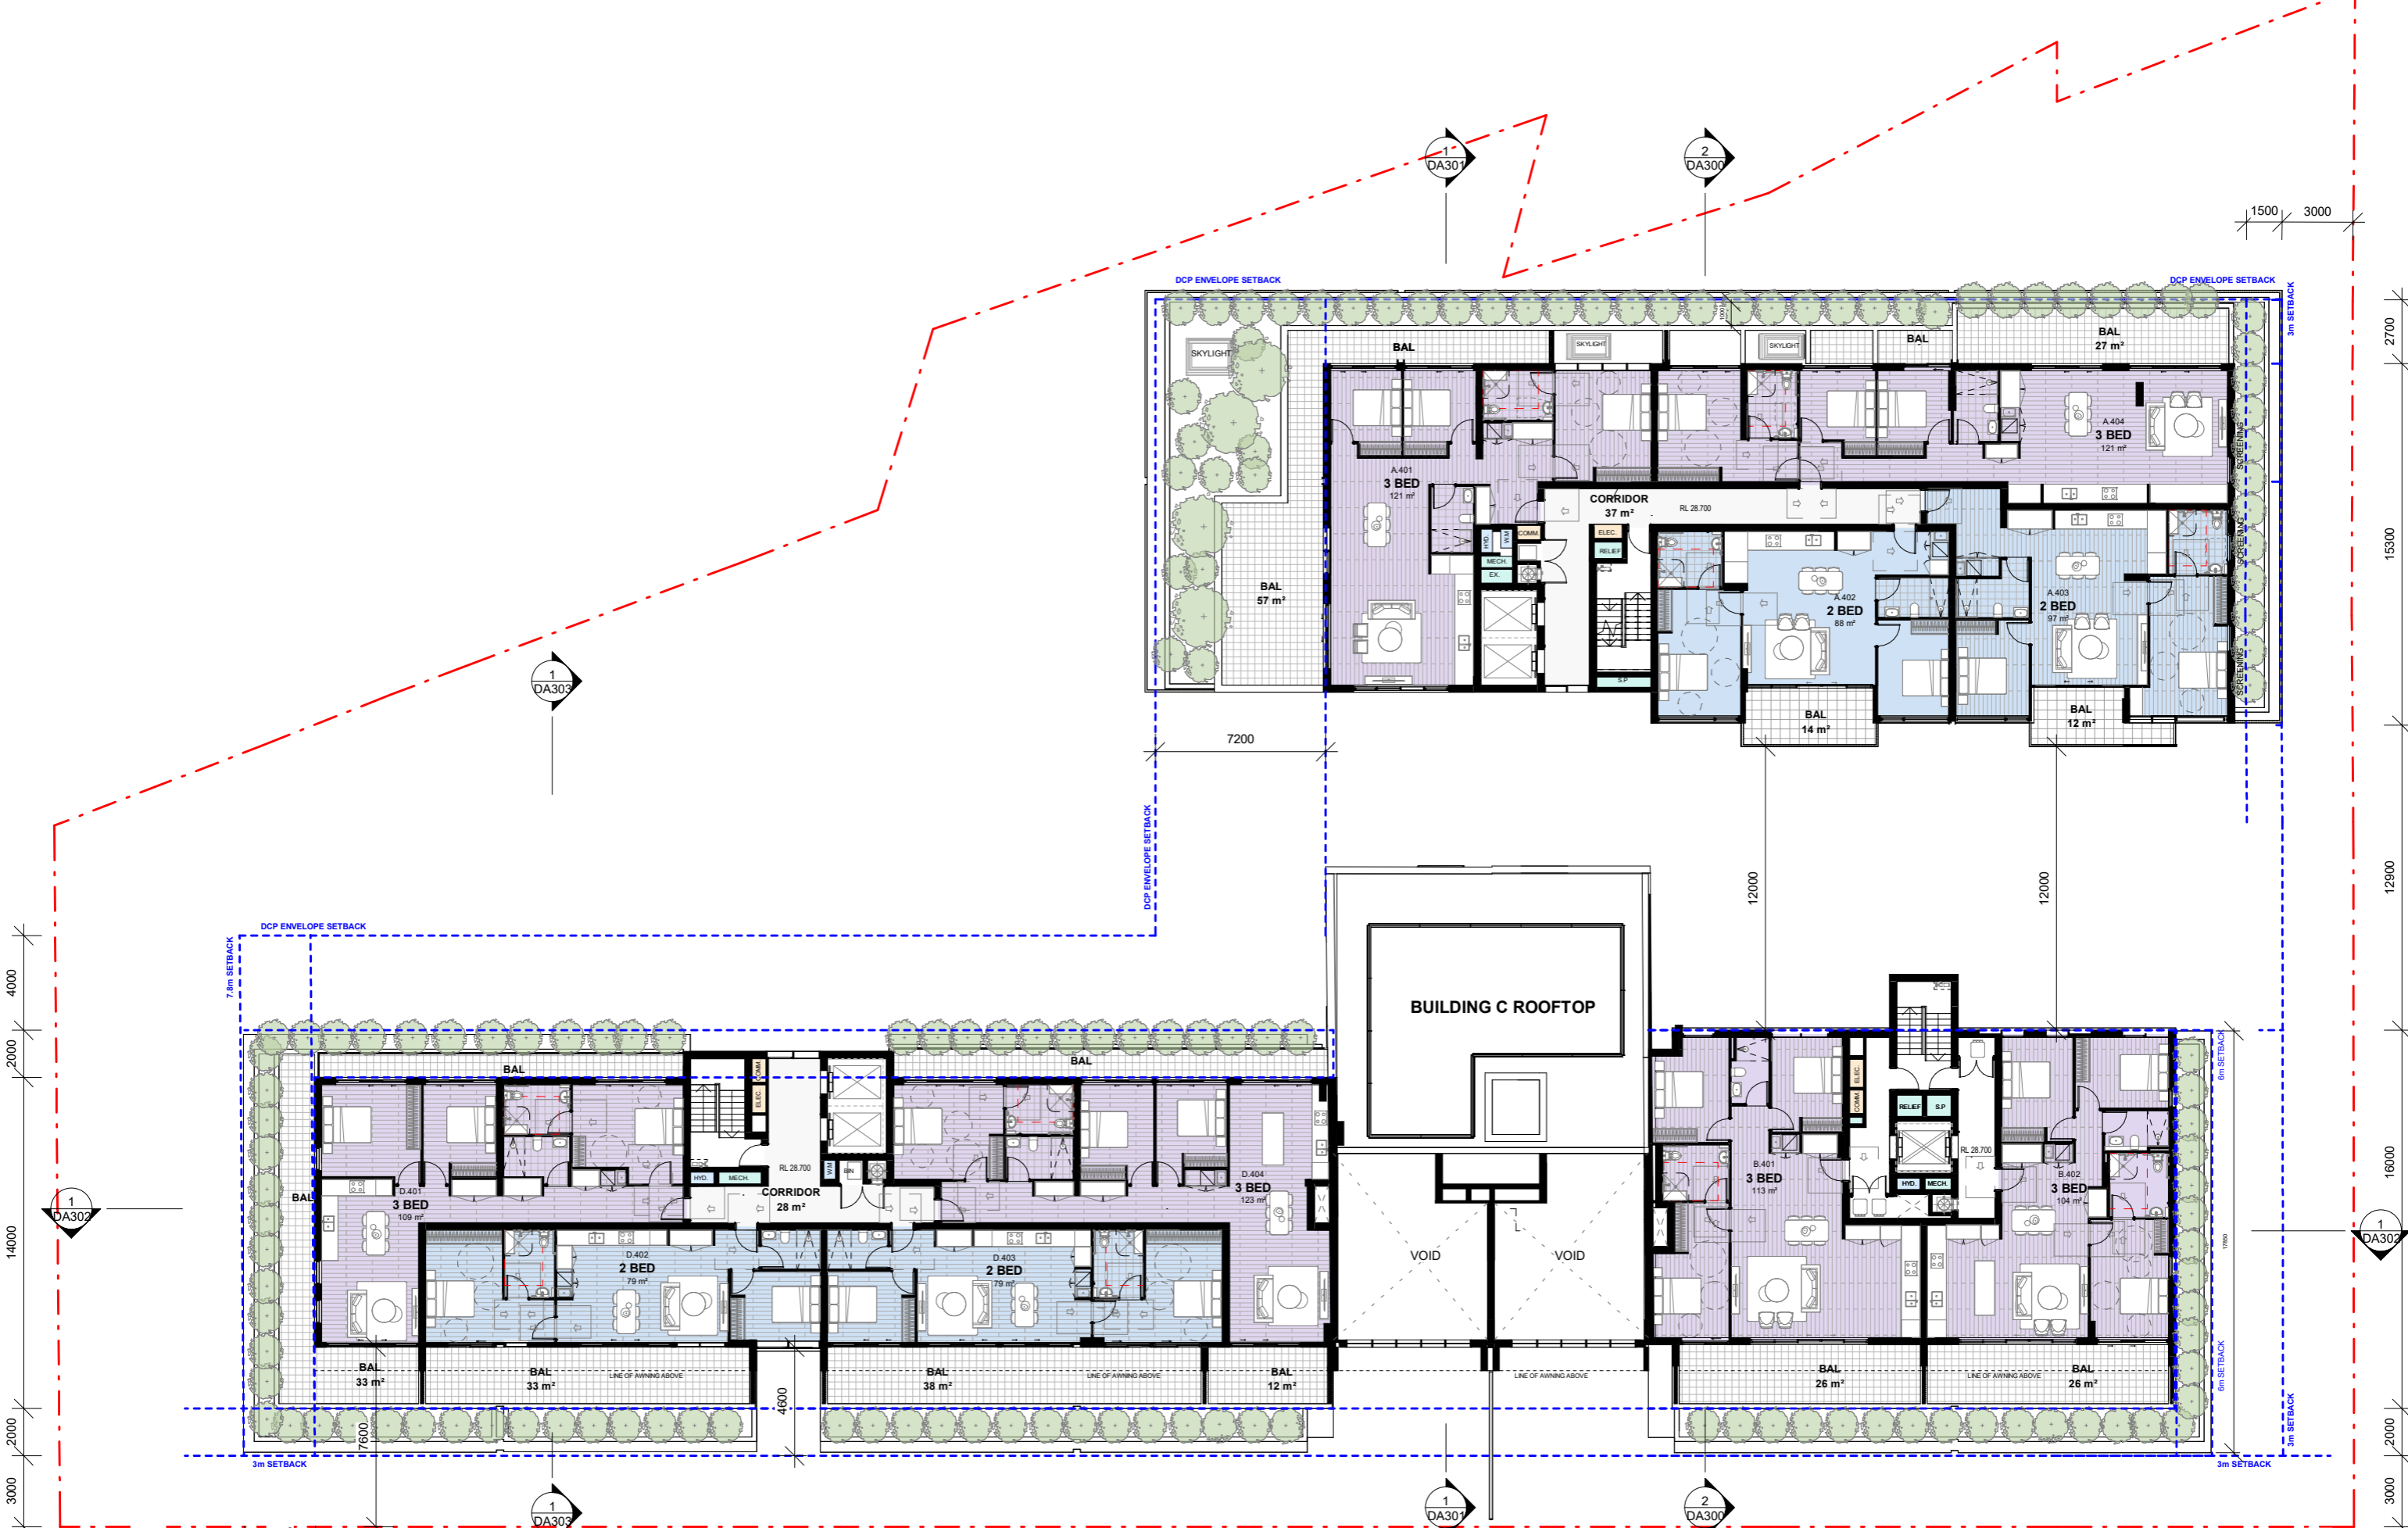 1
DA301
2
DA300
1500
3000
DCP ENVELOPE SETBACK
DCP ENVELOPE SETBACK
3m SETBACK
2700
SKYLIGHT
BAL
SKYLIGHT
SKYLIGHT
BAL
BAL
27 m²
A.404
3 BED
121 m²
SCREENING
A.401
3 BED
121 m²
CORRIDOR
37 m²
RL 28.700
HYD.
W.M
COMM.
ELEC.
RELIEF
MECH.
EX.
SCREENING
15300
BAL
57 m²
A.402
2 BED
88 m²
A.403
2 BED
97 m²
SCREENING
S.P
BAL
14 m²
BAL
12 m²
1
DA303
7200
DCP ENVELOPE SETBACK
12000
12000
12900
DCP ENVELOPE SETBACK
7.8m SETBACK
4000
BUILDING C ROOFTOP
2000
BAL
BAL
COMM.
ELEC.
ELEC.
COMM.
RELIEF
S.P
6m SETBACK
RL 28.700
RL 28.700
HYD.
MECH.
W.M
BIN
HYD.
MECH.
16000
1
DA302
BAL
D.401
3 BED
109 m²
CORRIDOR
28 m²
D.404
3 BED
123 m²
B.401
3 BED
113 m²
B.402
3 BED
104 m²
1
DA302
14000
17850
D.402
2 BED
79 m²
D.403
2 BED
79 m²
VOID
VOID
6m SETBACK
BAL
33 m²
BAL
33 m²
LINE OF AWNING ABOVE
BAL
38 m²
LINE OF AWNING ABOVE
BAL
12 m²
LINE OF AWNING ABOVE
BAL
26 m²
LINE OF AWNING ABOVE
BAL
26 m²
4600
7600
2000
2000
3m SETBACK
3m SETBACK
3m SETBACK
3000
3000
1
DA303
1
DA301
2
DA300